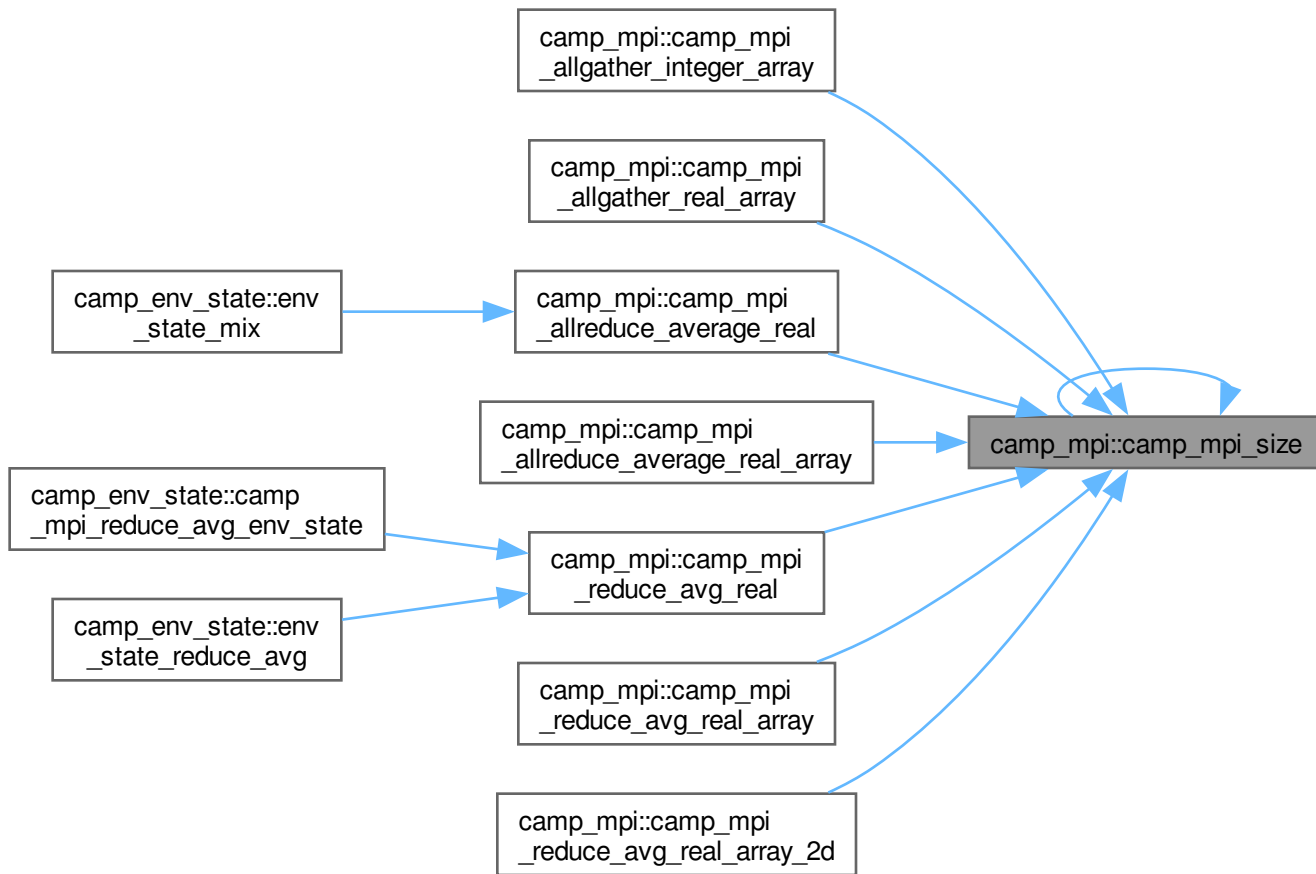 camp_mpi::camp_mpi
_allgather_integer_array
camp_mpi::camp_mpi
_allgather_real_array
camp_env_state::env
_state_mix
camp_mpi::camp_mpi
_allreduce_average_real
camp_mpi::camp_mpi
_allreduce_average_real_array
camp_mpi::camp_mpi_size
camp_env_state::camp
_mpi_reduce_avg_env_state
camp_mpi::camp_mpi
_reduce_avg_real
camp_env_state::env
_state_reduce_avg
camp_mpi::camp_mpi
_reduce_avg_real_array
camp_mpi::camp_mpi
_reduce_avg_real_array_2d